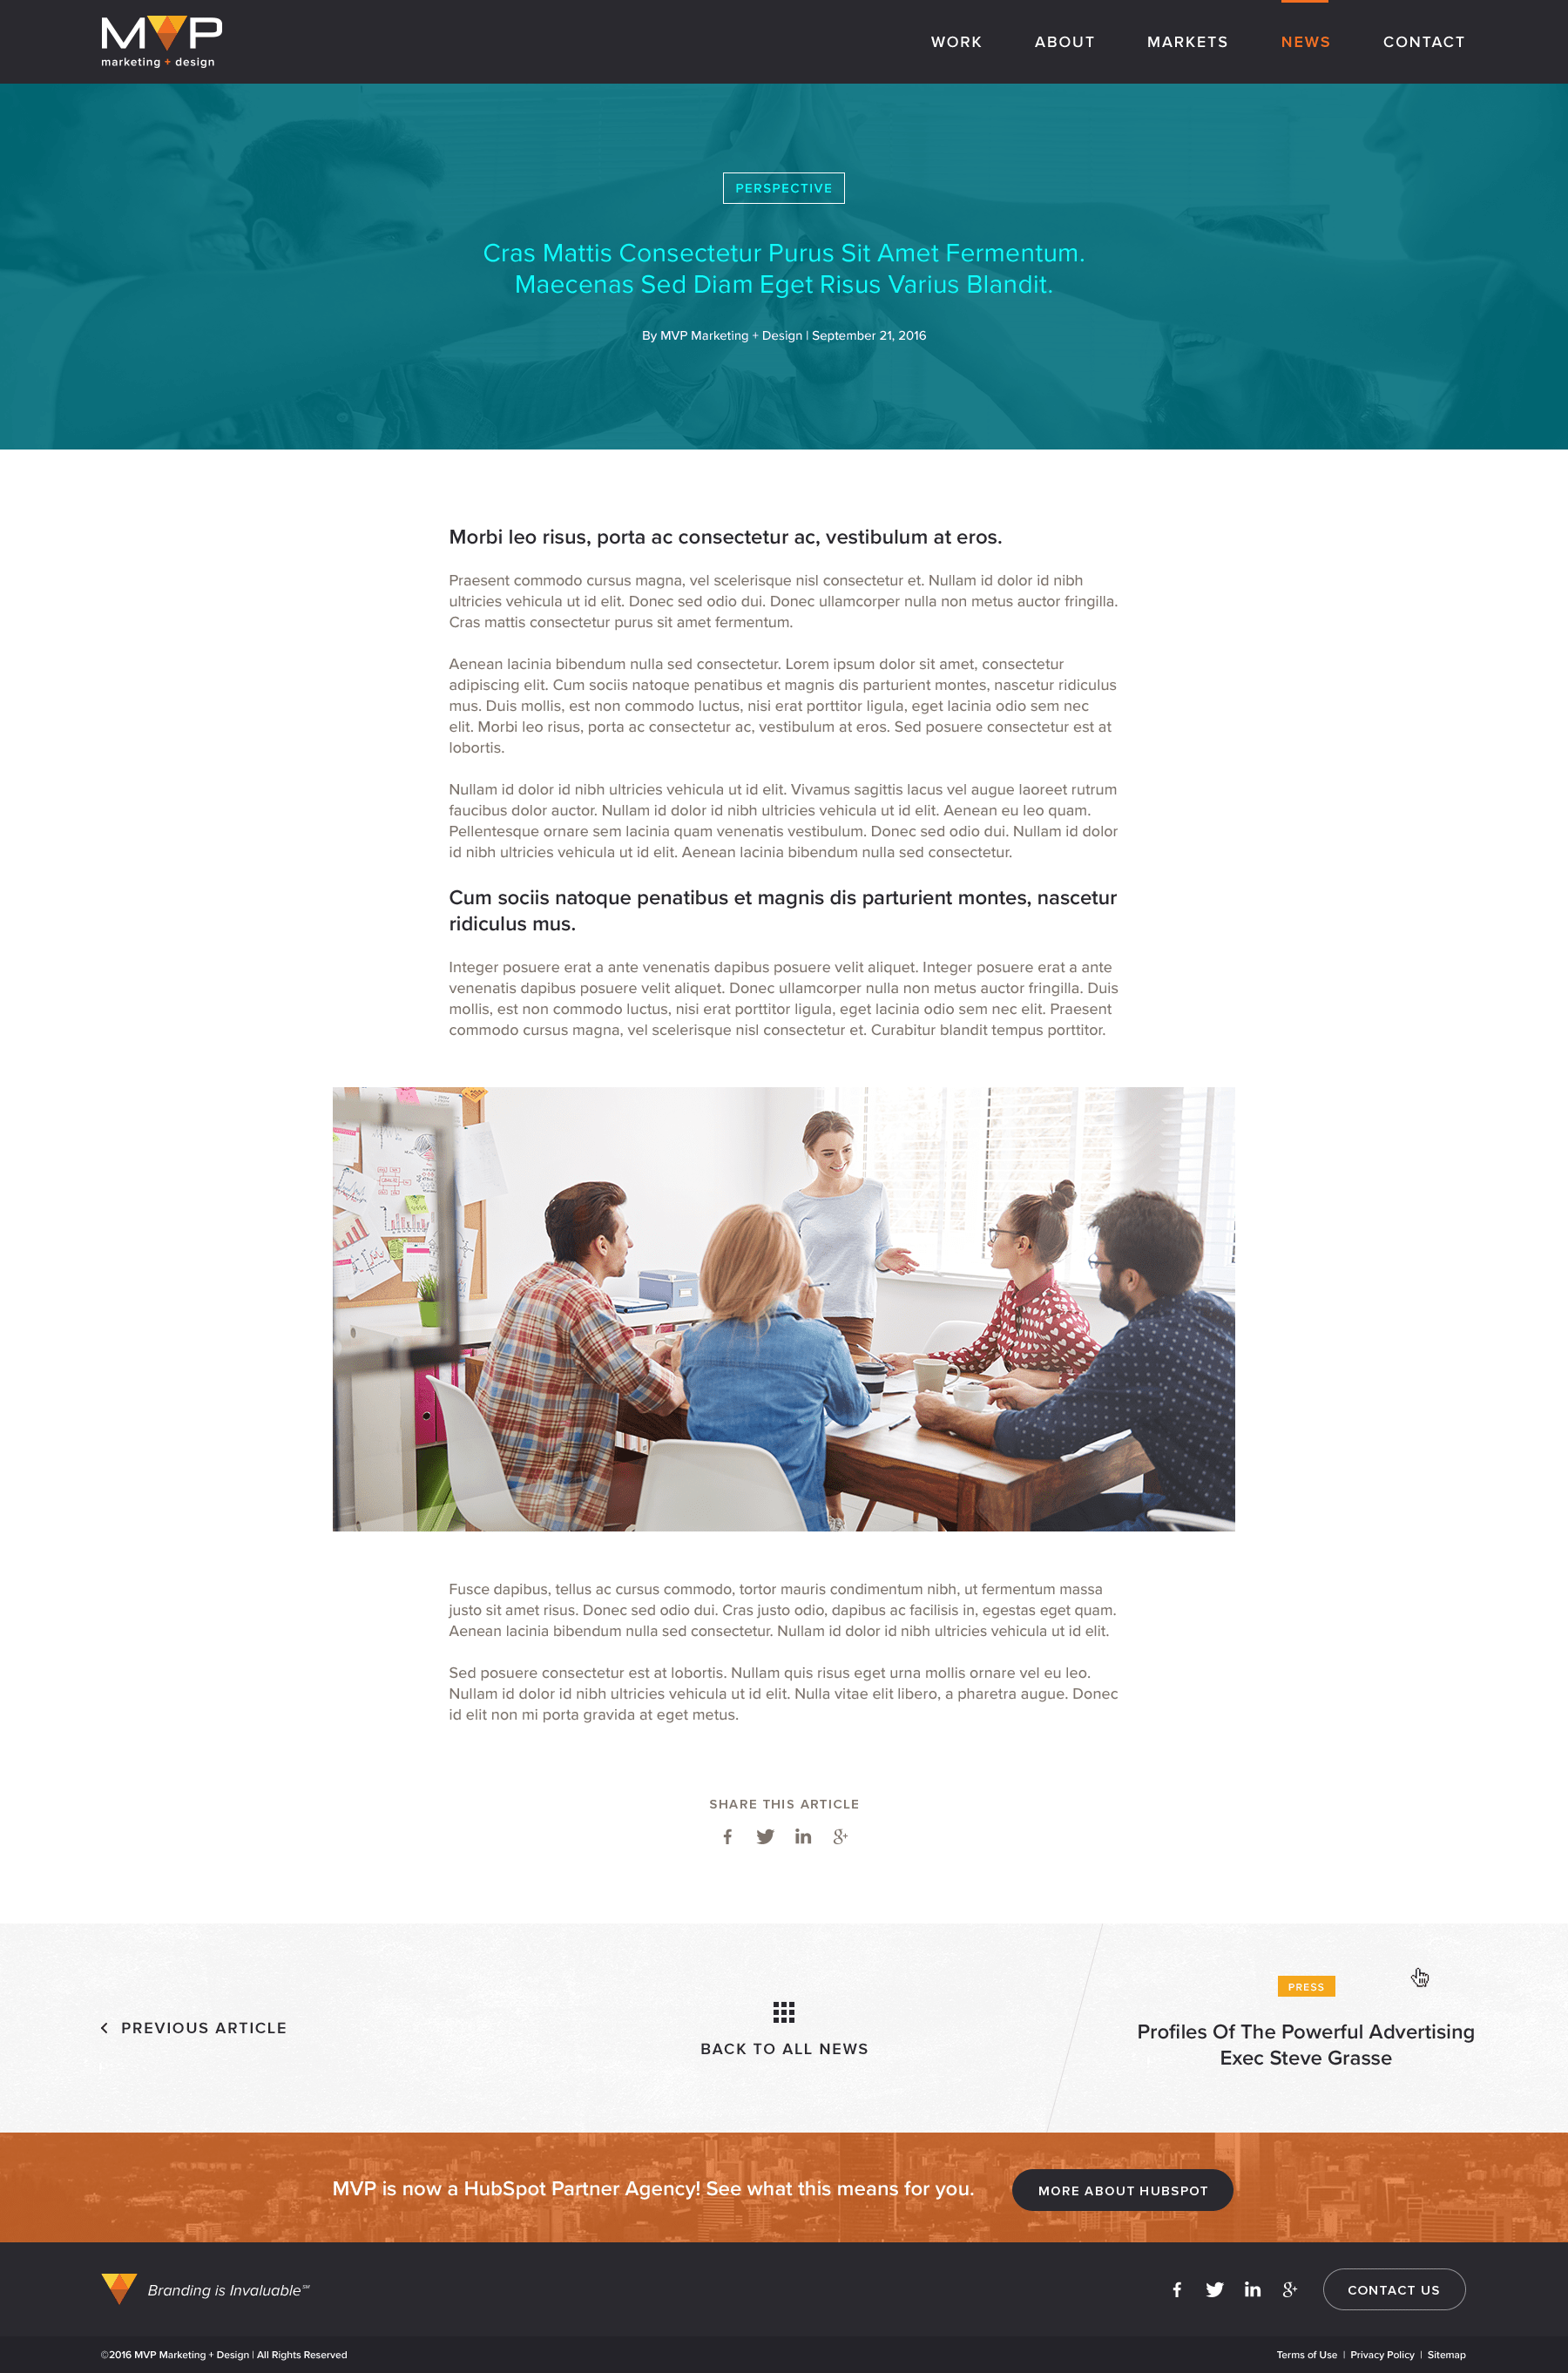 MVP
marketing + design
WORK
ABOUT
MARKETS
NEWS
CONTACT
PERSPECTIVE
Cras Mattis Consectetur Purus Sit Amet Fermentum.
Maecenas Sed Diam Eget Risus Varius Blandit.
By MVP Marketing + Design | September 21, 2016
Morbi leo risus, porta ac consectetur ac, vestibulum at eros.
Praesent commodo cursus magna, vel scelerisque nisl consectetur et. Nullam id dolor id nibh
ultricies vehicula ut id elit. Donec sed odio dui. Donec ullamcorper nulla non metus auctor fringilla.
Cras mattis consectetur purus sit amet fermentum.
Aenean lacinia bibendum nulla sed consectetur. Lorem ipsum dolor sit amet, consectetur
adipiscing elit. Cum sociis natoque penatibus et magnis dis parturient montes, nascetur ridiculus
mus. Duis mollis, est non commodo luctus, nisi erat porttitor ligula, eget lacinia odio sem nec
elit. Morbi leo risus, porta ac consectetur ac, vestibulum at eros. Sed posuere consectetur est at
lobortis.
Nullam id dolor id nibh ultricies vehicula ut id elit. Vivamus sagittis lacus vel augue laoreet rutrum
faucibus dolor auctor. Nullam id dolor id nibh ultricies vehicula ut id elit. Aenean eu leo quam.
Pellentesque ornare sem lacinia quam venenatis vestibulum. Donec sed odio dui. Nullam id dolor
id nibh ultricies vehicula ut id elit. Aenean lacinia bibendum nulla sed consectetur.
Cum sociis natoque penatibus et magnis dis parturient montes, nascetur
ridiculus mus.
Integer posuere erat a ante venenatis dapibus posuere velit aliquet. Integer posuere erat a ante
venenatis dapibus posuere velit aliquet. Donec ullamcorper nulla non metus auctor fringilla. Duis
mollis, est non commodo luctus, nisi erat porttitor ligula, eget lacinia odio sem nec elit. Praesent
commodo cursus magna, vel scelerisque nisl consectetur et. Curabitur blandit tempus porttitor.
Fusce dapibus, tellus ac cursus commodo, tortor mauris condimentum nibh, ut fermentum massa
justo sit amet risus. Donec sed odio dui. Cras justo odio, dapibus ac facilisis in, egestas eget quam.
Aenean lacinia bibendum nulla sed consectetur. Nullam id dolor id nibh ultricies vehicula ut id elit.
Sed posuere consectetur est at lobortis. Nullam quis risus eget urna mollis ornare vel eu leo.
Nullam id dolor id nibh ultricies vehicula ut id elit. Nulla vitae elit libero, a pharetra augue. Donec
id elit non mi porta gravida at eget metus.
SHARE THIS ARTICLE
PREVIOUS ARTICLE
BACK TO ALL NEWS
PRESS
Profiles Of The Powerful Advertising
Exec Steve Grasse
MVP is now a HubSpot Partner Agency! See what this means for you.
MORE ABOUT HUBSPOT
Branding is Invaluable℠
CONTACT US
©2016 MVP Marketing + Design | All Rights Reserved
Terms of Use | Privacy Policy | Sitemap